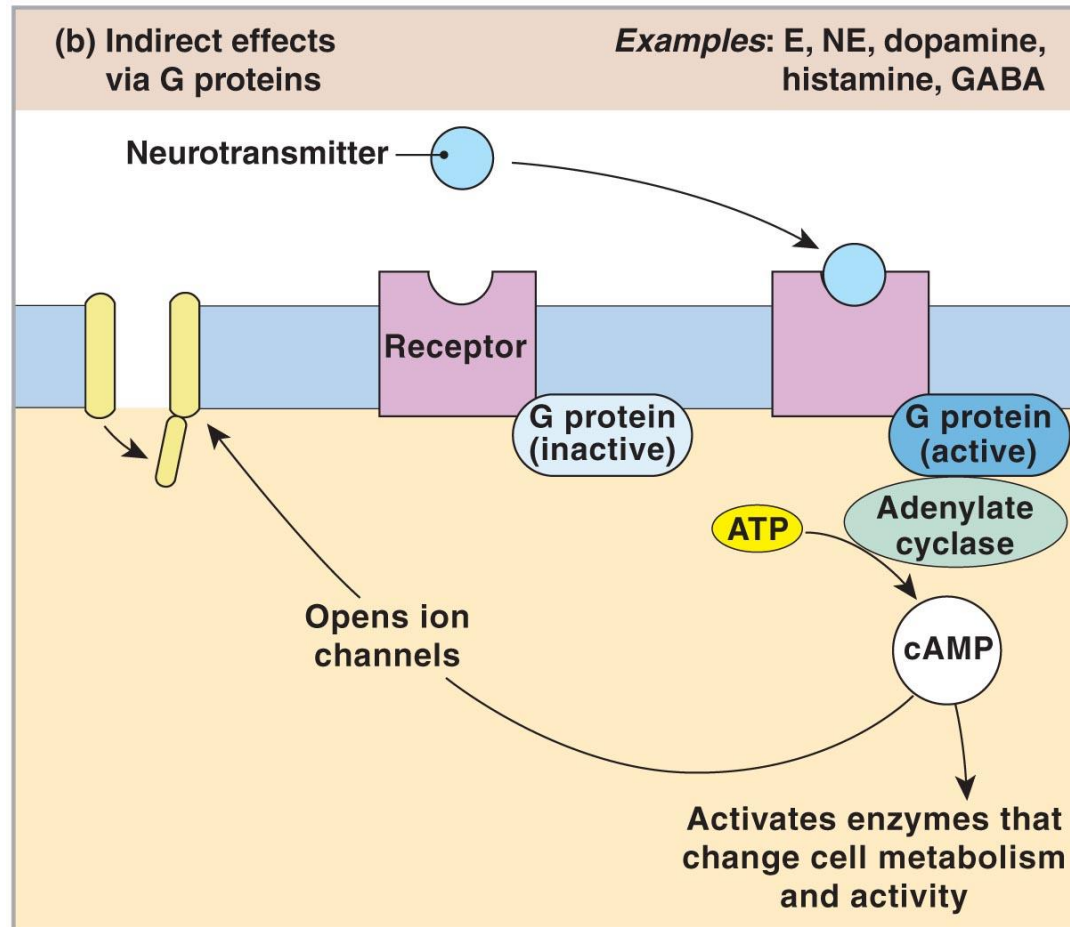 (b) Indirect effects
via G proteins
Examples: E, NE, dopamine,
histamine, GABA
Neurotransmitter
Receptor
G protein
(inactive)
G protein
(active)
Adenylate
cyclase
ATP
cAMP
Opens ion
channels
Activates enzymes that
change cell metabolism
and activity